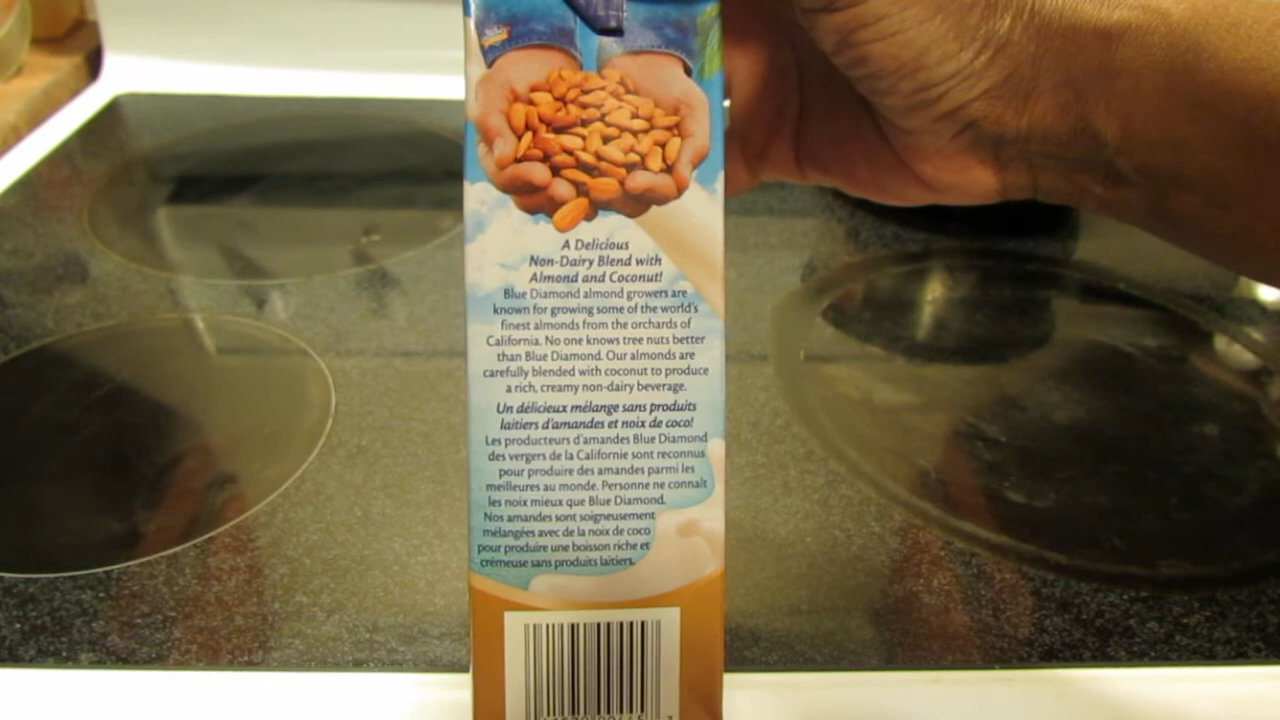 A Delicious
Non-Dairy Blend with
Almond and Coconut!
Blue Diamond almond growers are
known for growing some of the world's
finest almonds from the orchards of
California. No one knows tree nuts better
than Blue Diamond. Our almonds are
carefully blended with coconut to produce
a rich, creamy non-dairy beverage.
Un délicieux mélange sans produits
laitiers d'amandes et noix de coco!
Les producteurs d'amandes Blue Diamond
des vergers de la Californie sont reconnus
pour produire des amandes parmi les
meilleures au monde. Personne ne connaît
les noix mieux que Blue Diamond.
Nos amandes sont soigneusement
mélangées avec de la noix de coco
pour produire une boisson riche et
crémeuse sans produits laitiers.